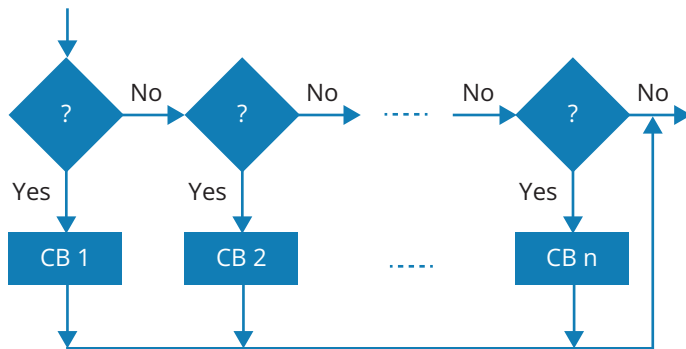 No No No No
? ? ?
Yes Yes Yes
CB 1 CB 2 CB n